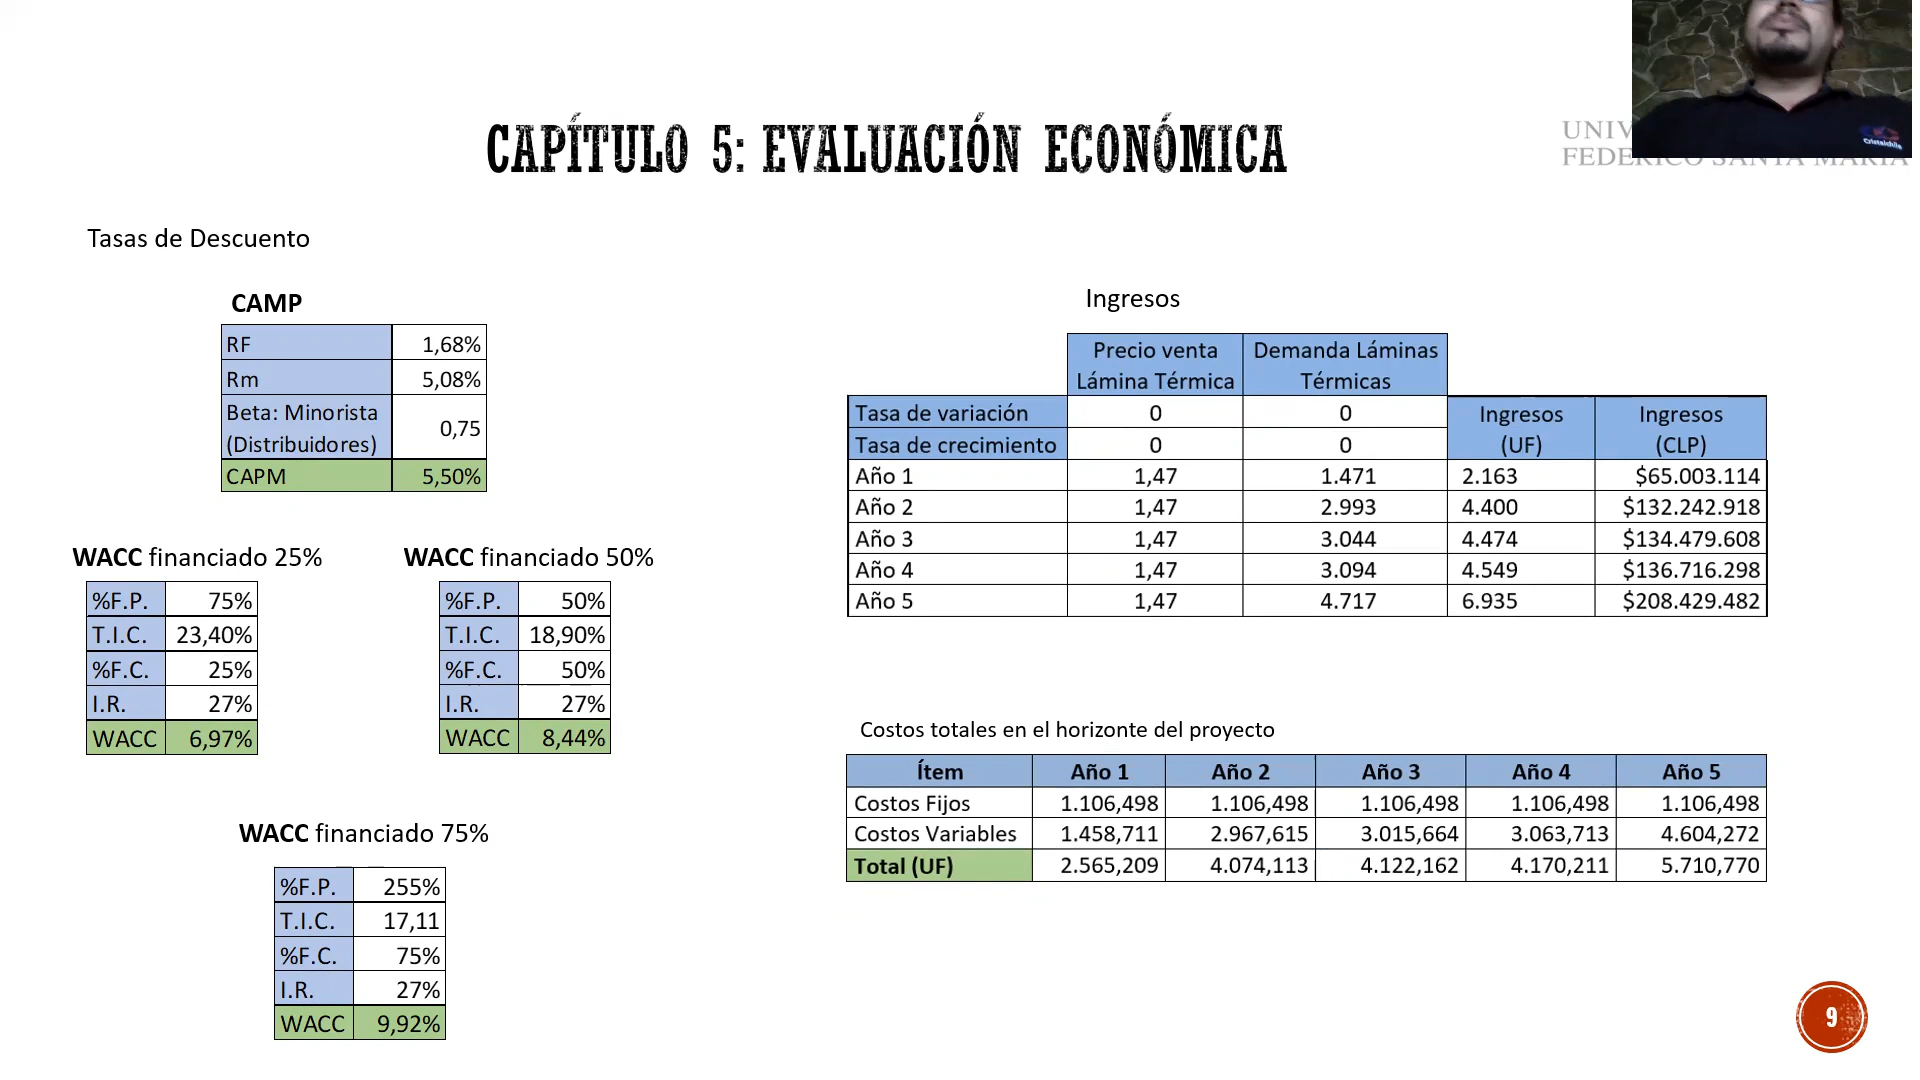 CAPÍTULO 5: EVALUACIÓN ECONÓMICA
UNIV
FEDERICO SANTA MARIA
Cristalchile
Tasas de Descuento
CAMP
RF 1,68%
Rm 5,08%
Beta: Minorista
(Distribuidores) 0,75
CAPM 5,50%
WACC financiado 25%
%F.P. 75%
T.I.C. 23,40%
%F.C. 25%
I.R. 27%
WACC 6,97%
WACC financiado 50%
%F.P. 50%
T.I.C. 18,90%
%F.C. 50%
I.R. 27%
WACC 8,44%
WACC financiado 75%
%F.P. 255%
T.I.C. 17,11
%F.C. 75%
I.R. 27%
WACC 9,92%
Ingresos
Precio venta Demanda Láminas
Lámina Térmica Térmicas
Tasa de variación 0 0 Ingresos Ingresos
Tasa de crecimiento 0 0 (UF) (CLP)
Año 1 1,47 1.471 2.163 $65.003.114
Año 2 1,47 2.993 4.400 $132.242.918
Año 3 1,47 3.044 4.474 $134.479.608
Año 4 1,47 3.094 4.549 $136.716.298
Año 5 1,47 4.717 6.935 $208.429.482
Costos totales en el horizonte del proyecto
Ítem Año 1 Año 2 Año 3 Año 4 Año 5
Costos Fijos 1.106,498 1.106,498 1.106,498 1.106,498 1.106,498
Costos Variables 1.458,711 2.967,615 3.015,664 3.063,713 4.604,272
Total (UF) 2.565,209 4.074,113 4.122,162 4.170,211 5.710,770
9